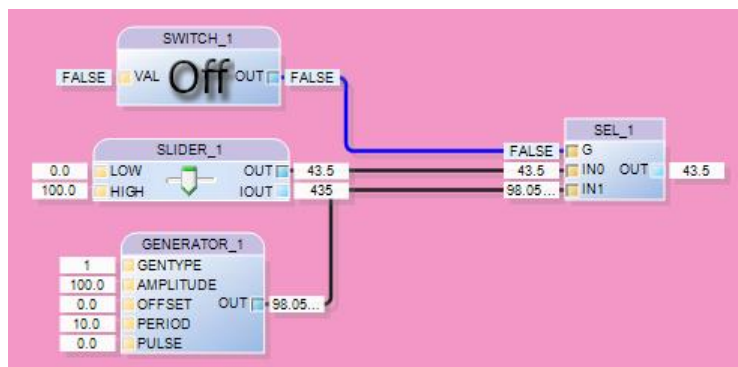 SWITCH_1
FALSE VAL Off OUT FALSE
SLIDER_1
0.0 LOW OUT 43.5
100.0 HIGH IOUT 435
GENERATOR_1
1 GENTYPE
100.0 AMPLITUDE
0.0 OFFSET OUT 98.05...
10.0 PERIOD
0.0 PULSE
SEL_1
FALSE G
43.5 IN0 OUT 43.5
98.05... IN1